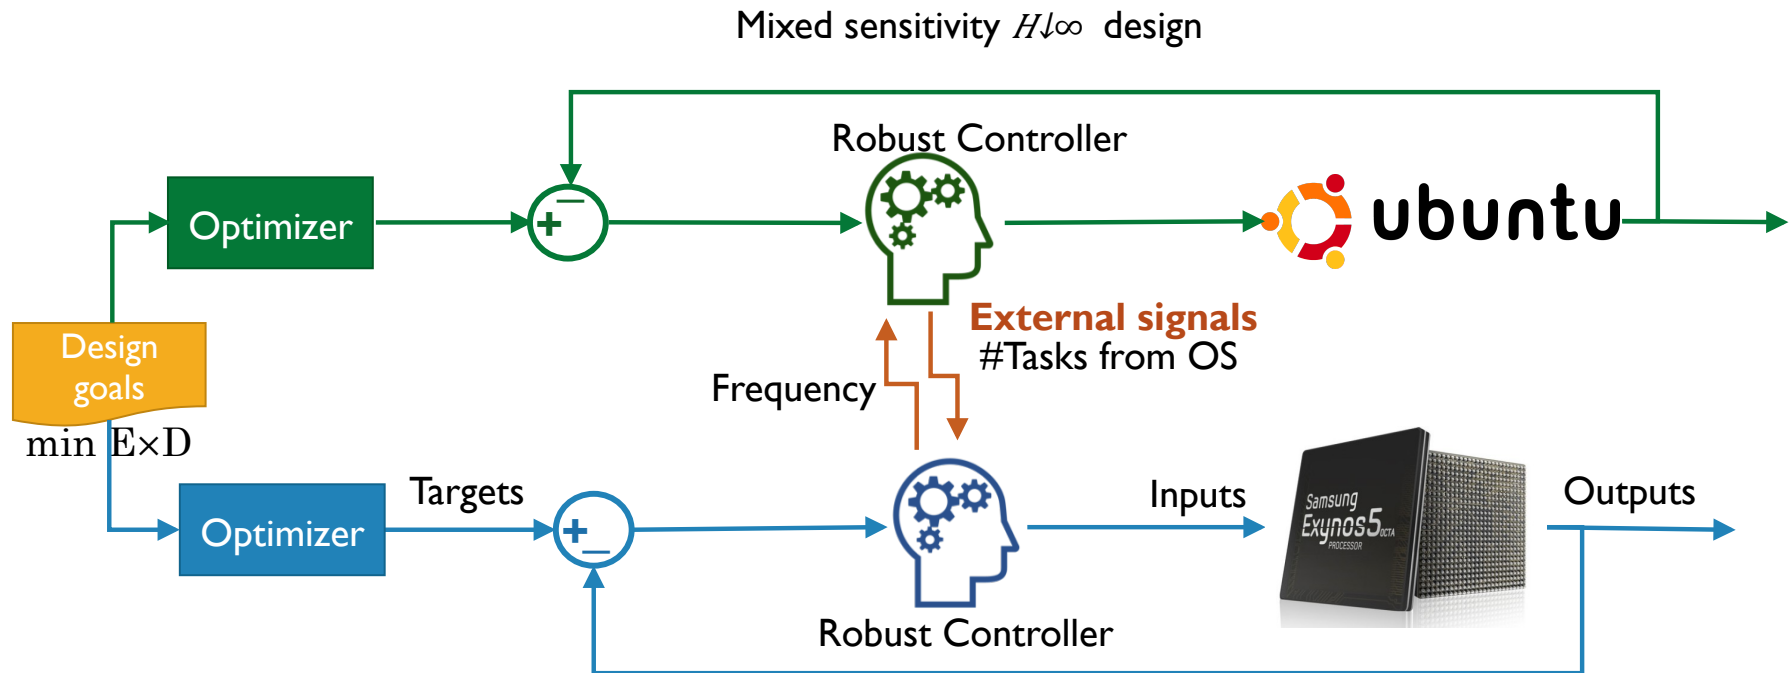 Mixed sensitivity H↓∞ design
Robust Controller
Optimizer
+
−
ubuntu
External signals
#Tasks from OS
Design
goals
Frequency
min E×D
Targets
Inputs
Outputs
Optimizer
+
−
Samsung
Exynos5 OCTA
PROCESSOR
Robust Controller